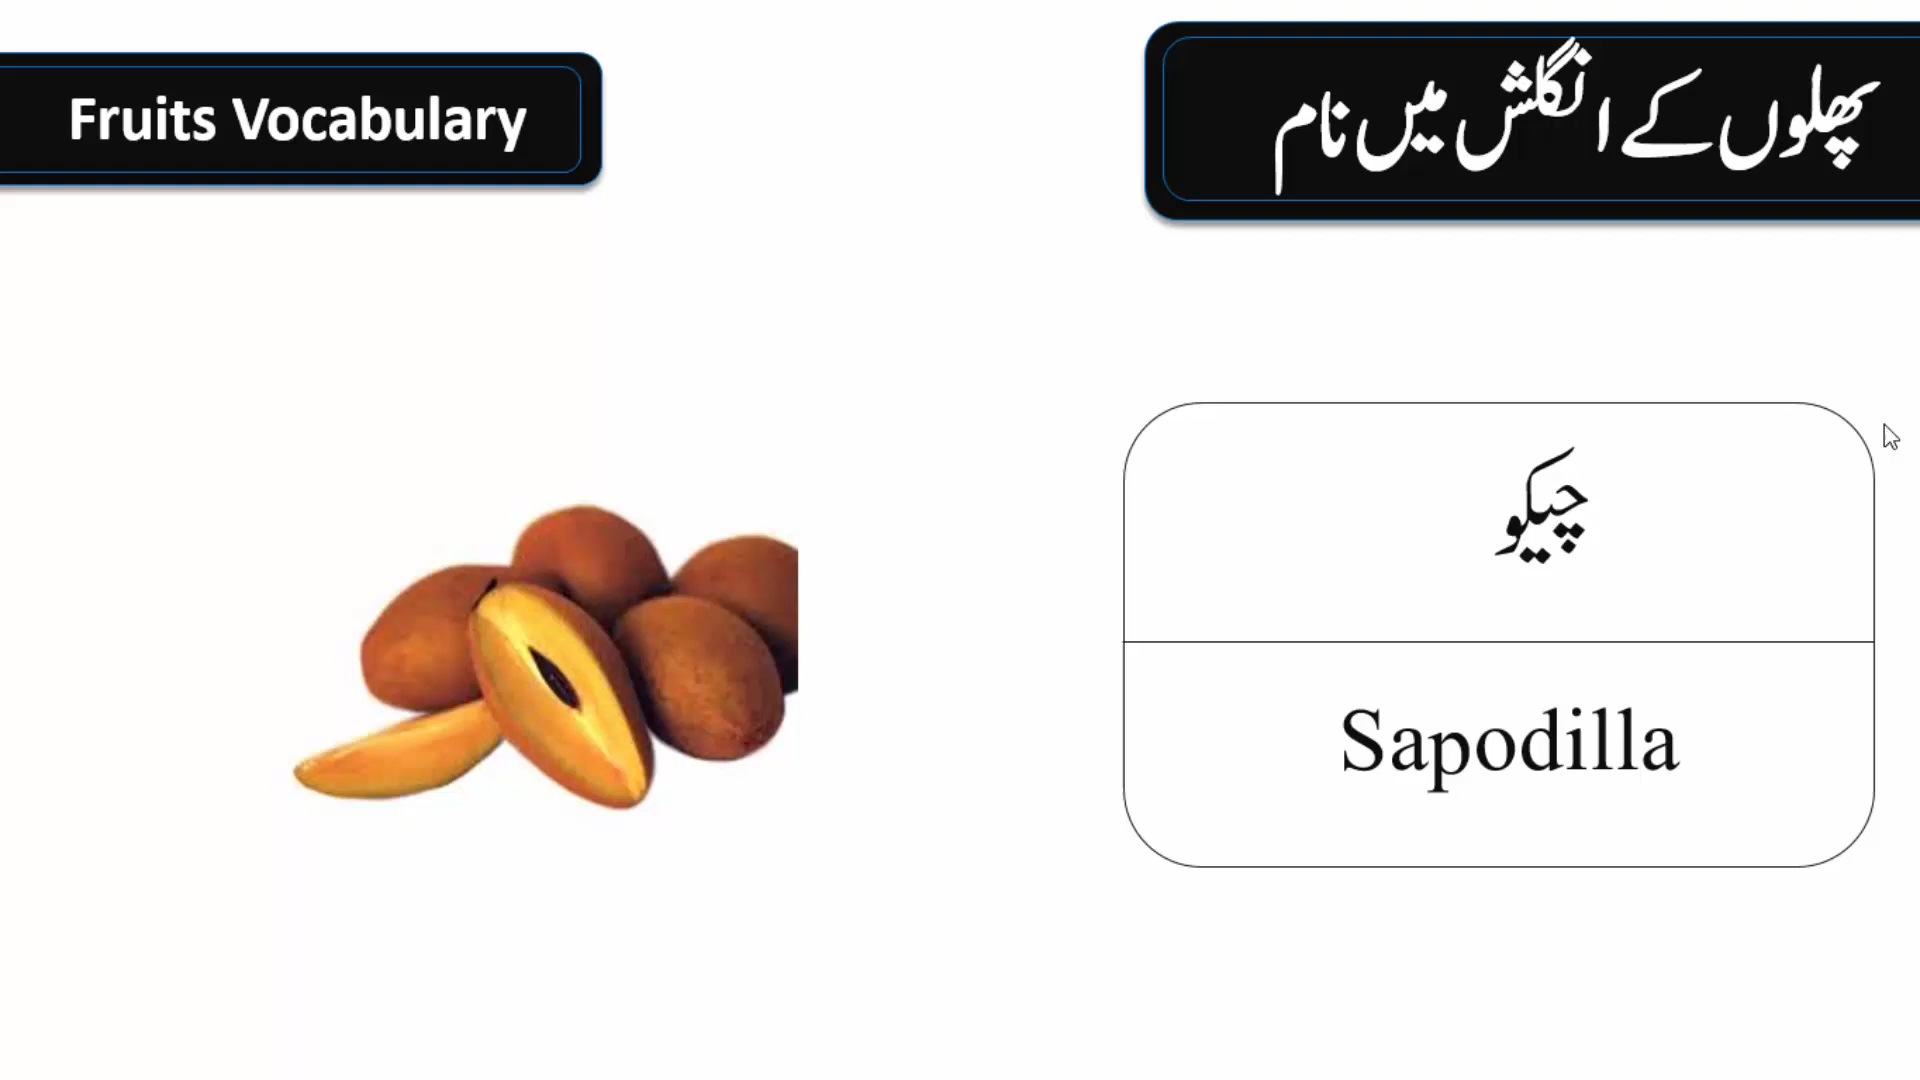 Fruits Vocabulary
پھلوں کے انگلش میں نام
چیکو
Sapodilla